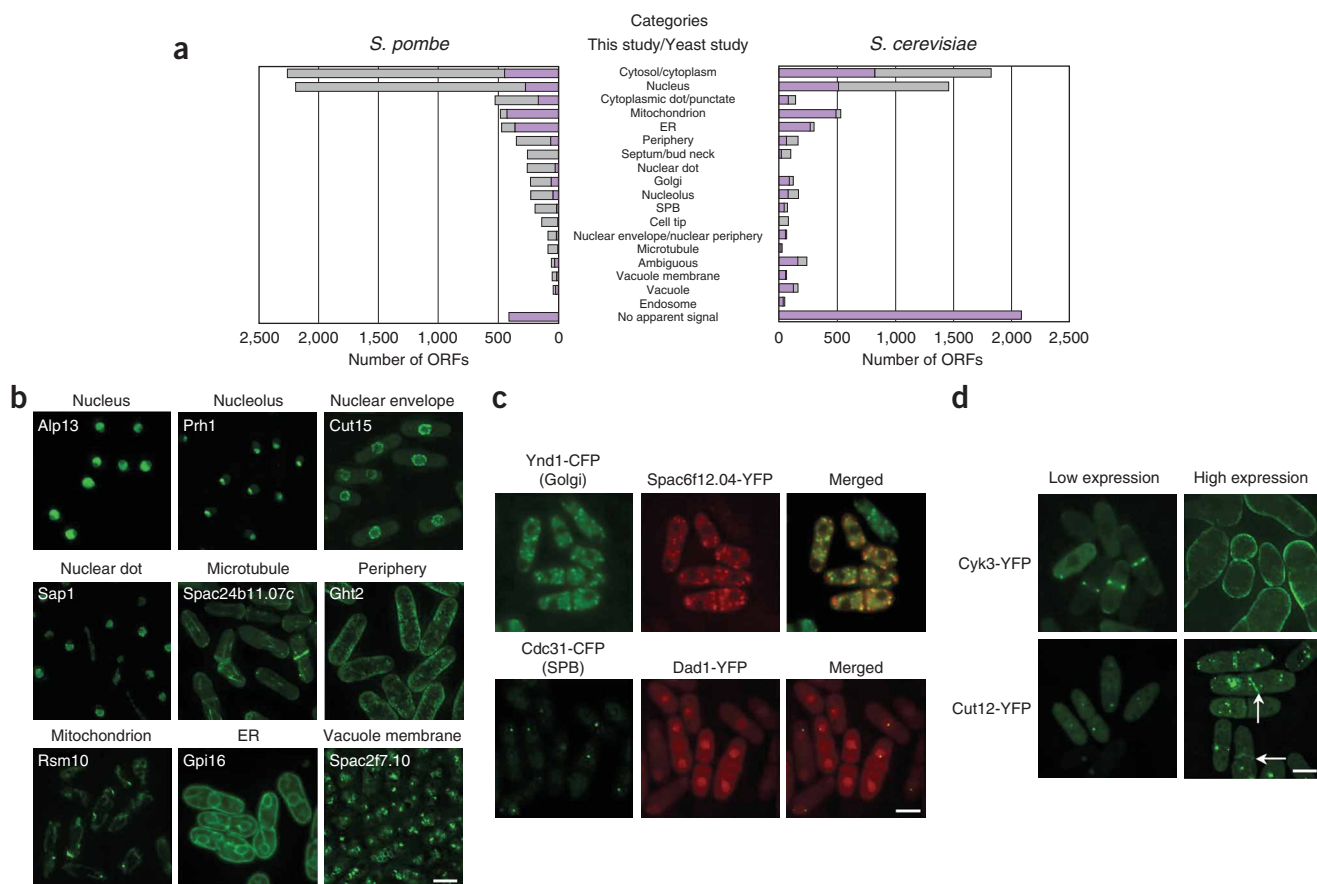 a
Categories
S. pombe
This study/Yeast study
S. cerevisiae
Cytosol/cytoplasm
Nucleus
Cytoplasmic dot/punctate
Mitochondrion
ER
Periphery
Septum/bud neck
Nuclear dot
Golgi
Nucleolus
SPB
Cell tip
Nuclear envelope/nuclear periphery
Microtubule
Ambiguous
Vacuole membrane
Vacuole
Endosome
No apparent signal
2,500 2,000 1,500 1,000 500 0
Number of ORFs
0 500 1,000 1,500 2,000 2,500
Number of ORFs
b
Nucleus Nucleolus Nuclear envelope
Alp13 Prh1 Cut15
Nuclear dot Microtubule Periphery
Sap1 Spac24b11.07c Ght2
Mitochondrion ER Vacuole membrane
Rsm10 Gpi16 Spac2f7.10
c
Ynd1-CFP
(Golgi)
Spac6f12.04-YFP
Merged
Cdc31-CFP
(SPB)
Dad1-YFP
Merged
d
Low expression High expression
Cyk3-YFP
Cut12-YFP